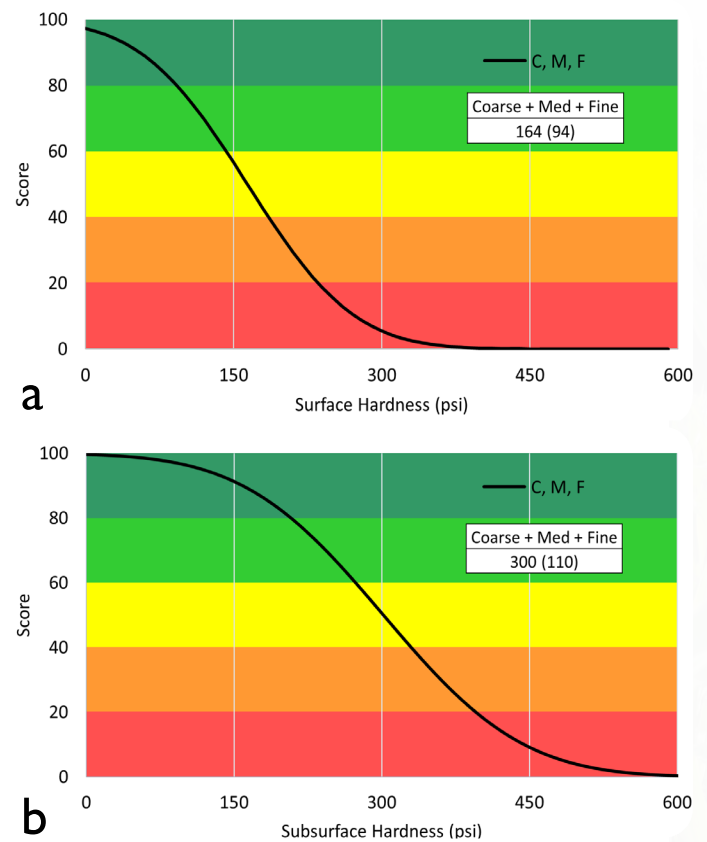 100
80
60
40
20
0
Score
C, M, F
Coarse + Med + Fine
164 (94)
0 150 300 450 600
Surface Hardness (psi)
a
100
80
60
40
20
0
Score
C, M, F
Coarse + Med + Fine
300 (110)
0 150 300 450 600
Subsurface Hardness (psi)
b